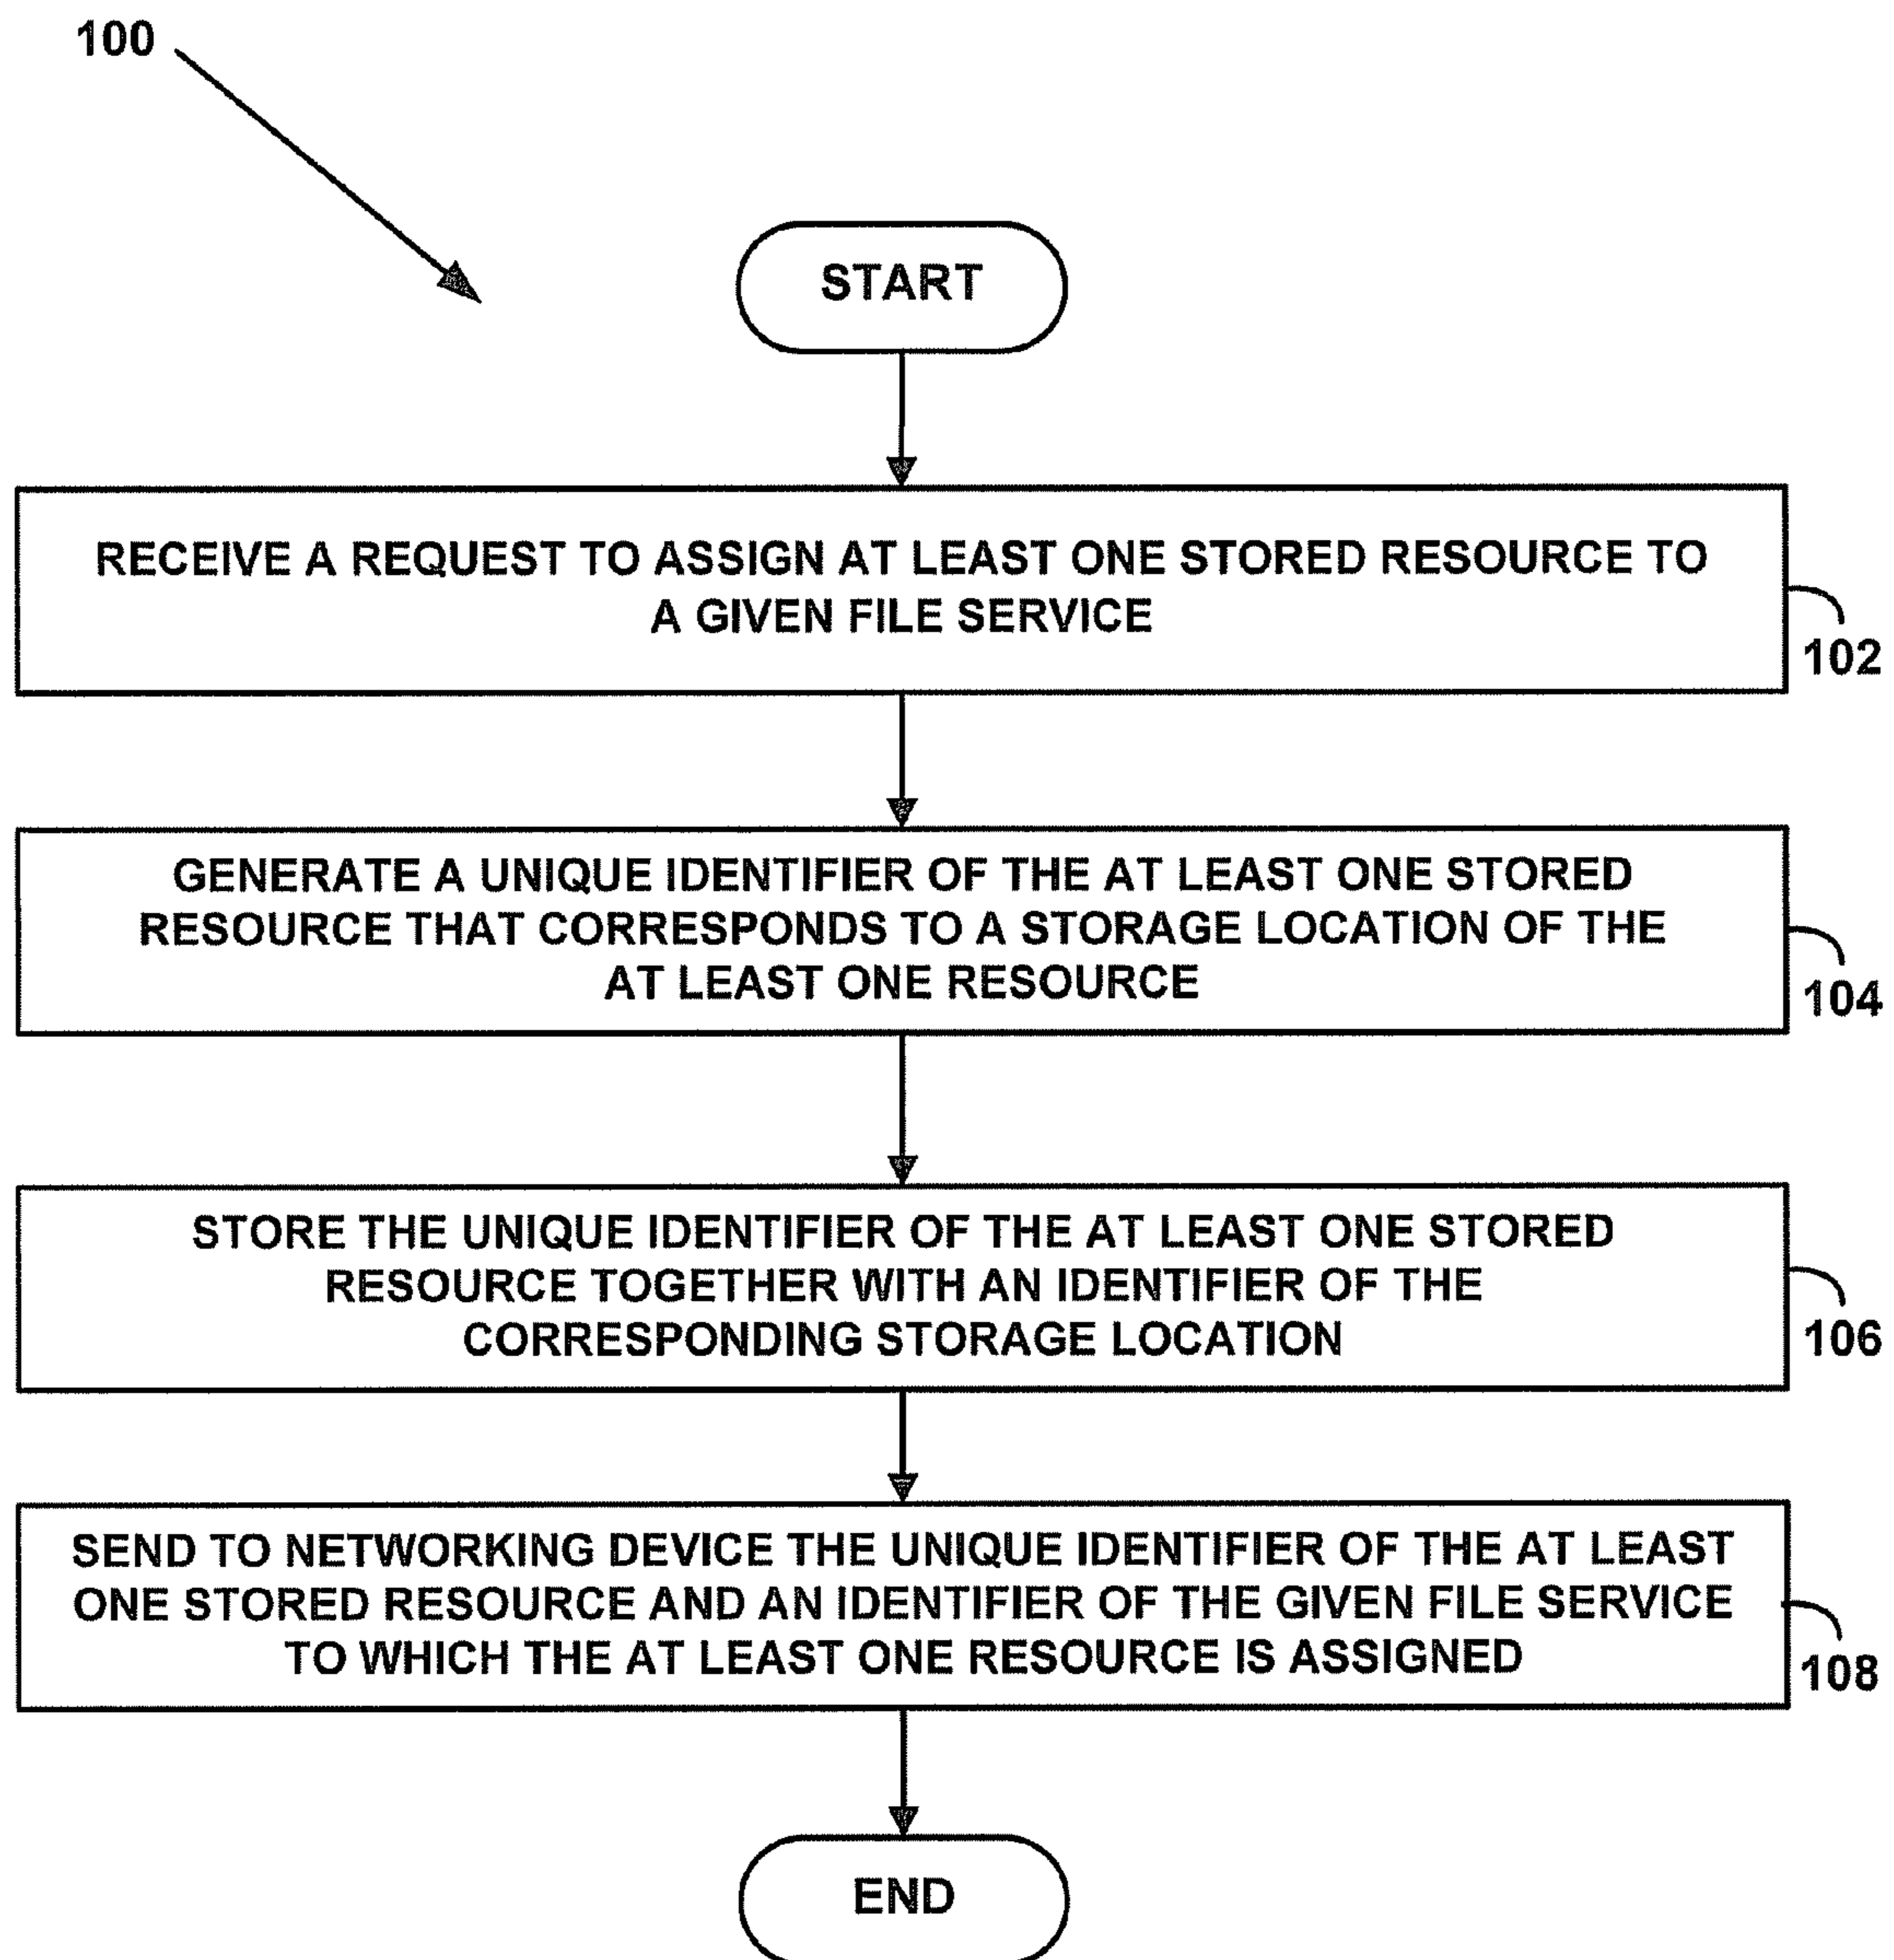 100
START
RECEIVE A REQUEST TO ASSIGN AT LEAST ONE STORED RESOURCE TO
A GIVEN FILE SERVICE
102
GENERATE A UNIQUE IDENTIFIER OF THE AT LEAST ONE STORED
RESOURCE THAT CORRESPONDS TO A STORAGE LOCATION OF THE
AT LEAST ONE RESOURCE
104
STORE THE UNIQUE IDENTIFIER OF THE AT LEAST ONE STORED
RESOURCE TOGETHER WITH AN IDENTIFIER OF THE
CORRESPONDING STORAGE LOCATION
106
SEND TO NETWORKING DEVICE THE UNIQUE IDENTIFIER OF THE AT LEAST
ONE STORED RESOURCE AND AN IDENTIFIER OF THE GIVEN FILE SERVICE
TO WHICH THE AT LEAST ONE RESOURCE IS ASSIGNED
108
END